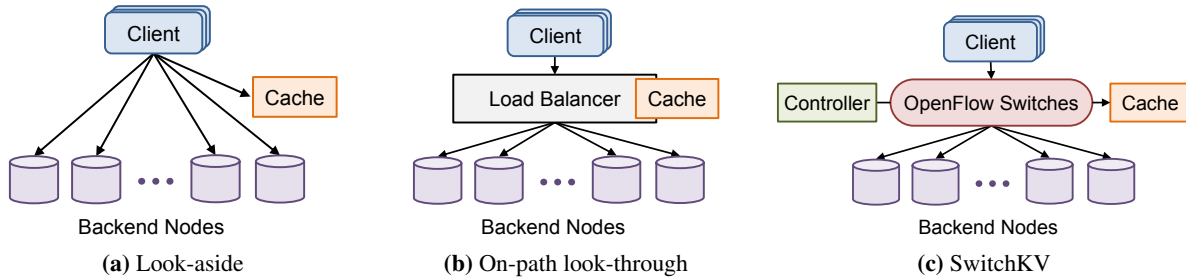 Client
Cache
Backend Nodes
(a) Look-aside
Client
Load Balancer
Cache
Backend Nodes
(b) On-path look-through
Client
Controller
OpenFlow Switches
Cache
Backend Nodes
(c) SwitchKV